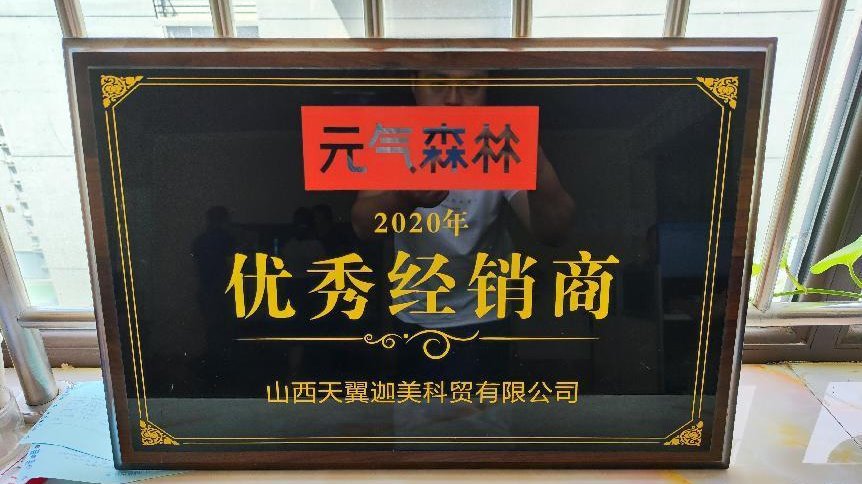 元气森林
2020年
优秀经销商
山西天翼迦美科贸有限公司